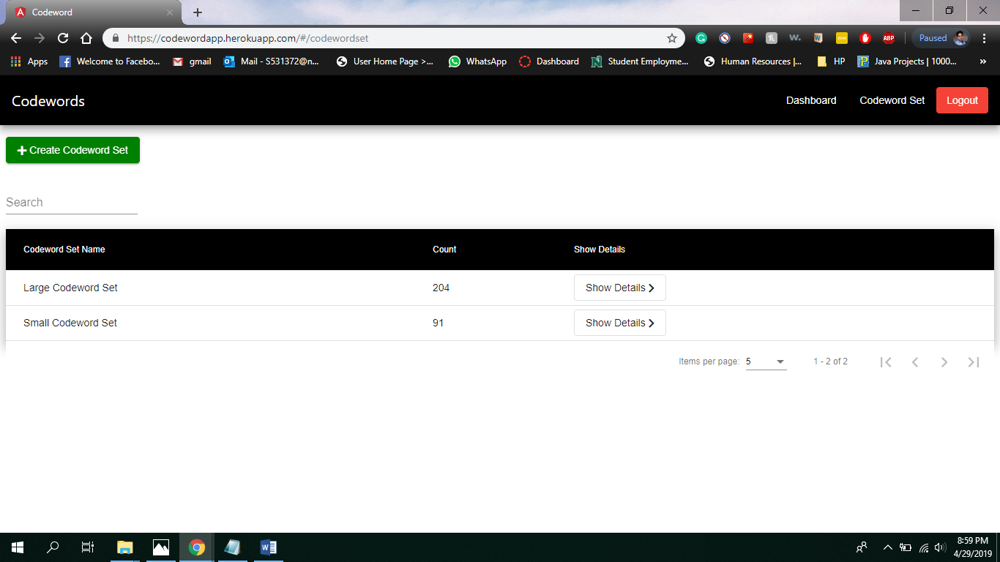 Codeword
https://codewordapp.herokuapp.com/#/codewordset
Paused
Apps Welcome to Facebo... gmail Mail - S531372@n... User Home Page >... WhatsApp Dashboard Student Employme... Human Resources |... HP Java Projects | 1000... »
Codewords Dashboard Codeword Set Logout
Create Codeword Set
Search
Codeword Set Name Count Show Details
Large Codeword Set 204 Show Details
Small Codeword Set 91 Show Details
Items per page: 5 1 - 2 of 2
8:59 PM
4/29/2019